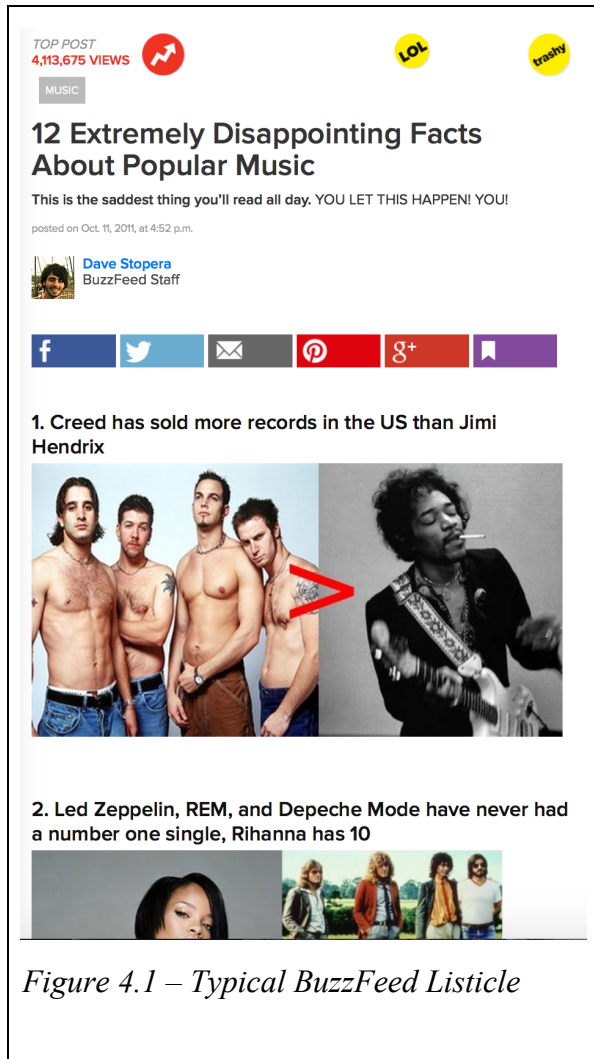 TOP POST
4,113,675 VIEWS
LOL
trashy
MUSIC
12 Extremely Disappointing Facts
About Popular Music
This is the saddest thing you'll read all day. YOU LET THIS HAPPEN! YOU!
posted on Oct. 11, 2011, at 4:52 p.m.
Dave Stopera
BuzzFeed Staff
f
g+
1. Creed has sold more records in the US than Jimi
Hendrix
>
2. Led Zeppelin, REM, and Depeche Mode have never had
a number one single, Rihanna has 10
Figure 4.1 – Typical BuzzFeed Listicle